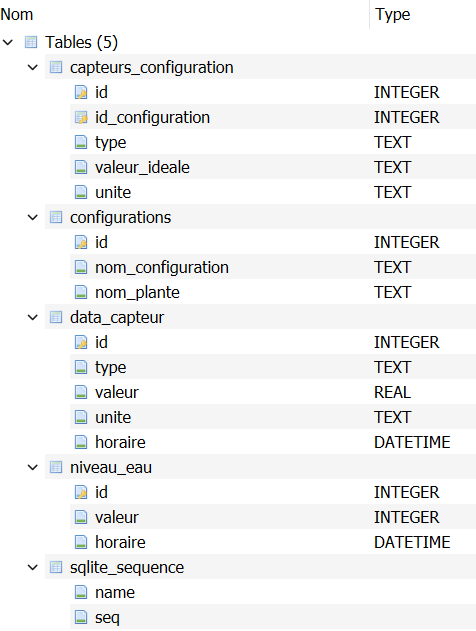 Nom Type
Tables (5)
capteurs_configuration
id INTEGER
id_configuration INTEGER
type TEXT
valeur_ideale TEXT
unite TEXT
configurations
id INTEGER
nom_configuration TEXT
nom_plante TEXT
data_capteur
id INTEGER
type TEXT
valeur REAL
unite TEXT
horaire DATETIME
niveau_eau
id INTEGER
valeur INTEGER
horaire DATETIME
sqlite_sequence
name
seq